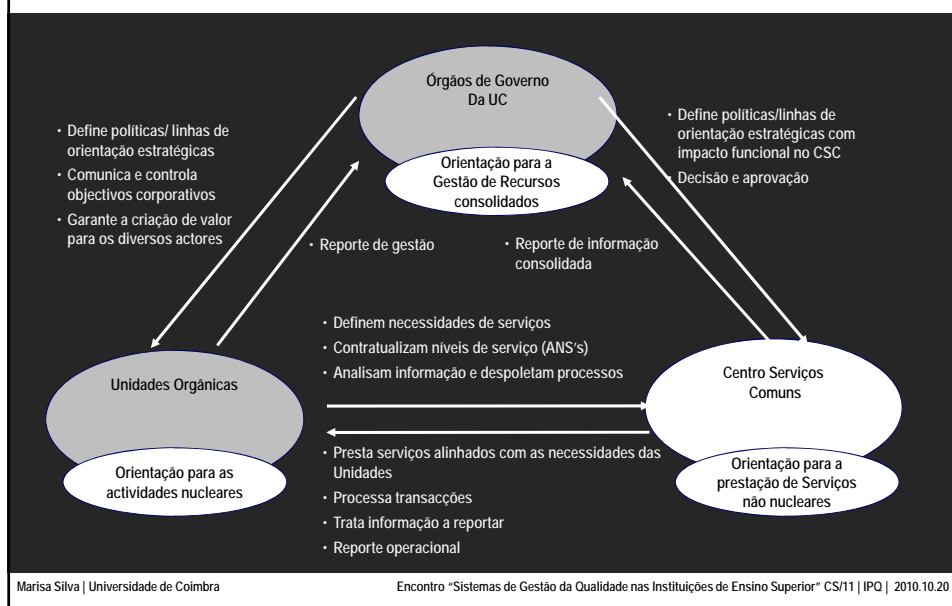 Órgãos de Governo
Da UC
Orientação para a
Gestão de Recursos
consolidados
• Define políticas/ linhas de
orientação estratégicas
• Comunica e controla
objectivos corporativos
• Garante a criação de valor
para os diversos actores
• Define políticas/linhas de
orientação estratégicas com
impacto funcional no CSC
• Decisão e aprovação
• Reporte de gestão
• Reporte de informação
consolidada
• Definem necessidades de serviços
• Contratualizam níveis de serviço (ANS's)
• Analisam informação e despoletam processos
Unidades Orgânicas
Orientação para as
actividades nucleares
Centro Serviços
Comuns
Orientação para a
prestação de Serviços
não nucleares
• Presta serviços alinhados com as necessidades das
Unidades
• Processa transacções
• Trata informação a reportar
• Reporte operacional
Marisa Silva | Universidade de Coimbra
Encontro "Sistemas de Gestão da Qualidade nas Instituições de Ensino Superior" CS/11 | IPQ | 2010.10.20